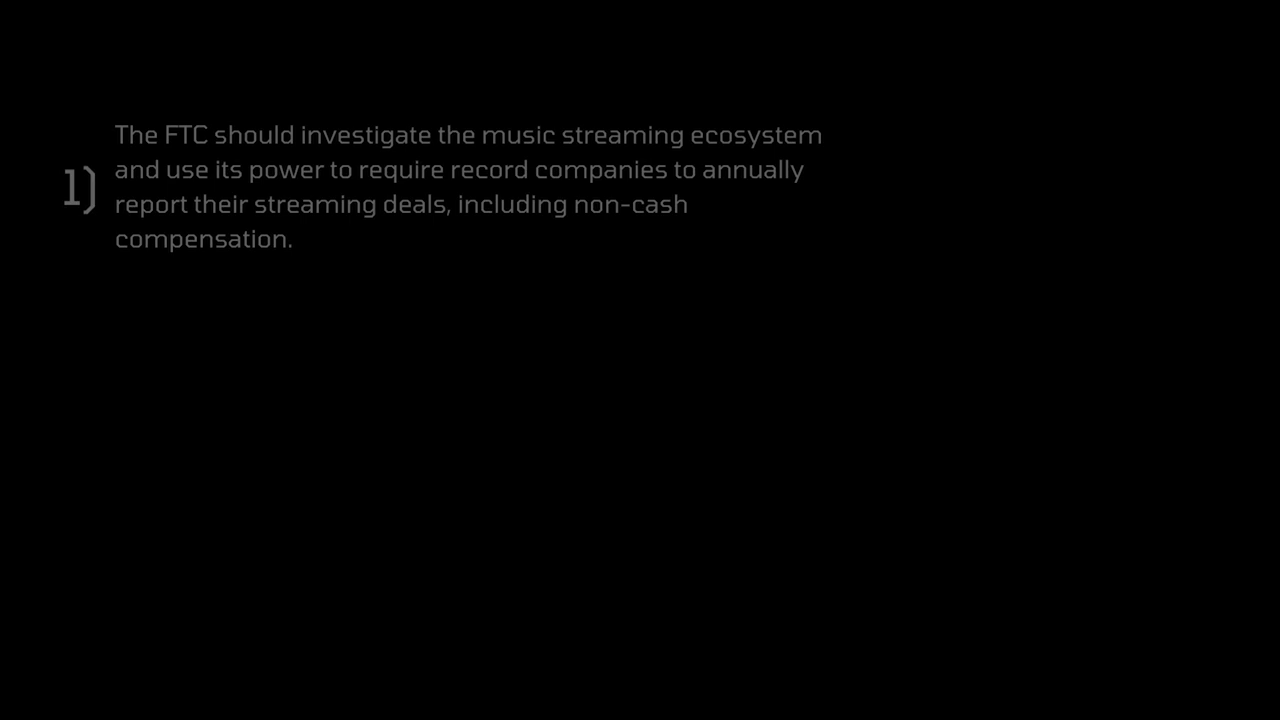 The FTC should investigate the music streaming ecosystem
and use its power to require record companies to annually
1)
report their streaming deals, including non-cash
compensation.